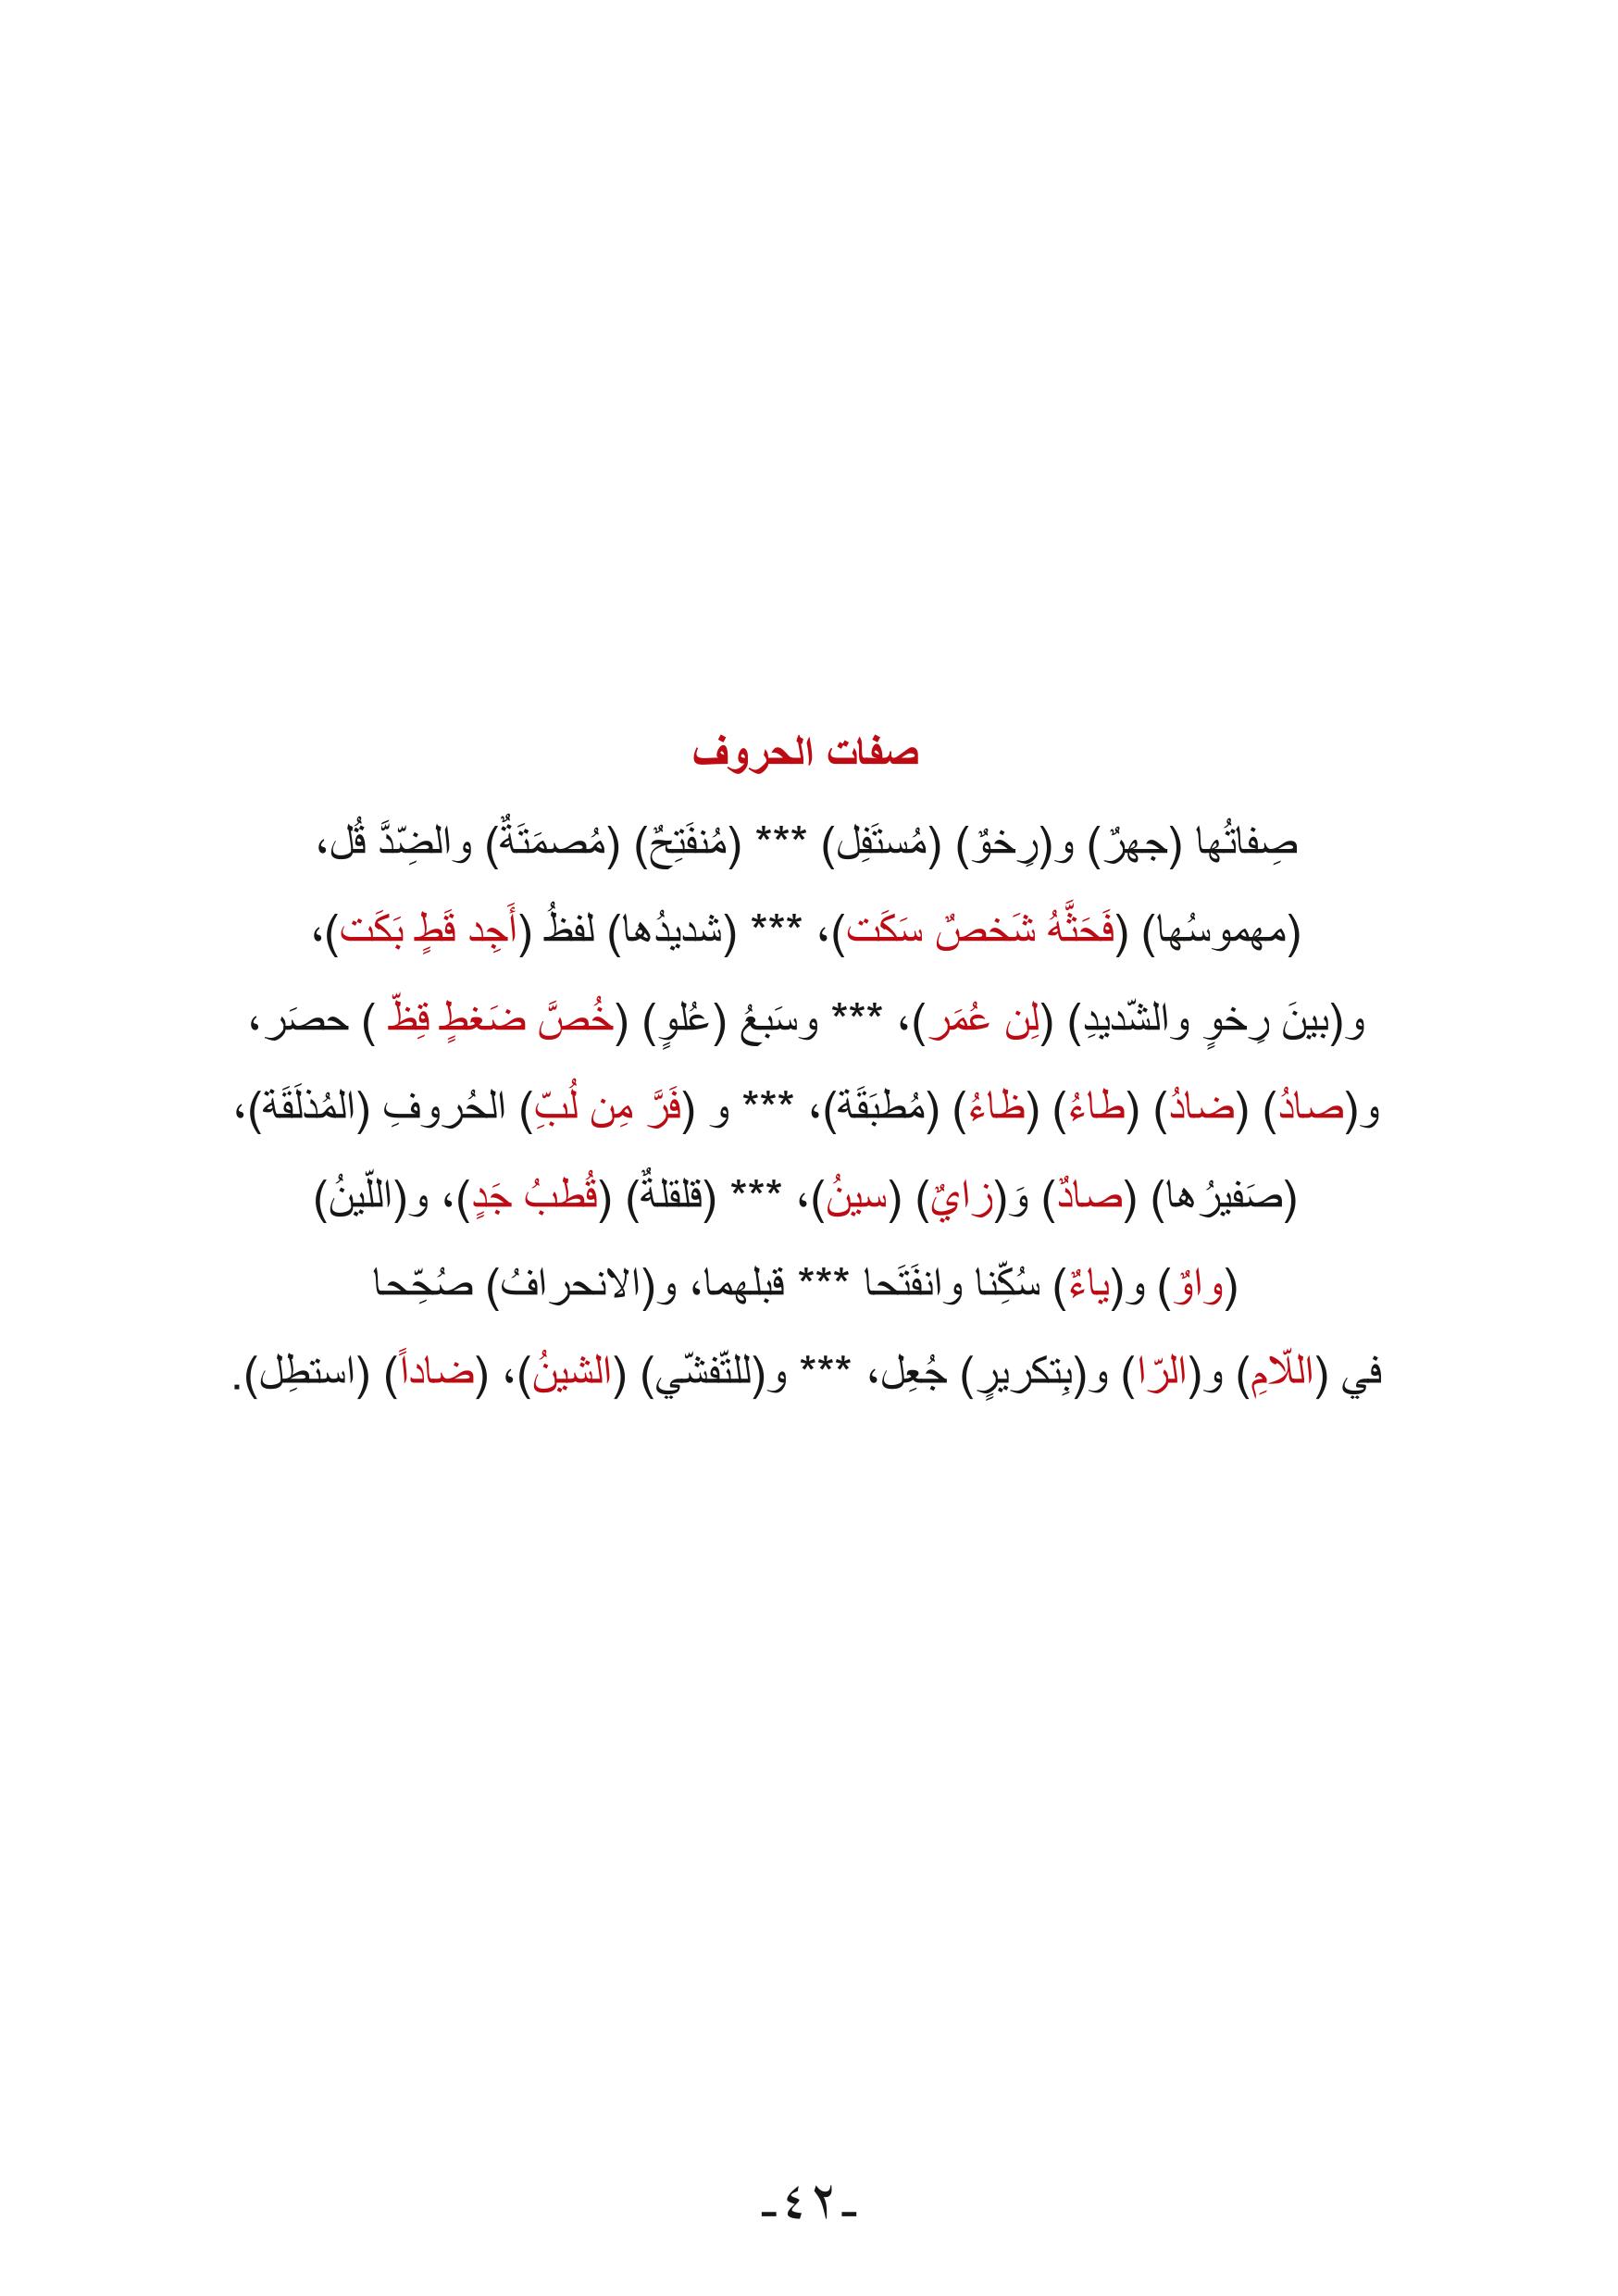 صفات الحروف
صِفاتُها (جهرٌ) و(رِخوٌ) (مُستَفِل) *** (مُنفَتِحٌ) (مُصمَتَةٌ) والضِّدَّ قُل،
(مهموسُها) (فَحَثَّهُ شَخصٌ سَكَت)، *** (شديدُها) لفظُ (أَجِد قَطٍ بَكَت)،
و(بينَ رِخوٍ والشّديدِ) (لِن عُمَر)، *** وسَبعُ (عُلوٍ) (خُصَّ ضَغطٍ قِظّ ) حصَر،
و(صادُ) (ضادُ) (طاءُ) (ظاءُ) (مُطبَقَة)، *** و (فَرَّ مِن لُبِّ) الحُروفِ (المُذلَقَة)،
(صَفيرُها) (صادٌ) وَ(زايٌ) (سينُ)، *** (قلقلةٌ) (قُطبُ جَدٍ)، و(اللّينُ)
(واوٌ) و(ياءٌ) سُكِّنا وانفَتَحا *** قبلهما، و(الانحرافُ) صُحِّحا
في (اللّامِ) و(الرّا) و(بِتكريرٍ) جُعِل، *** و(للتّفشّي) (الشينُ)، (ضاداً) (استطِل).
-٤٢-